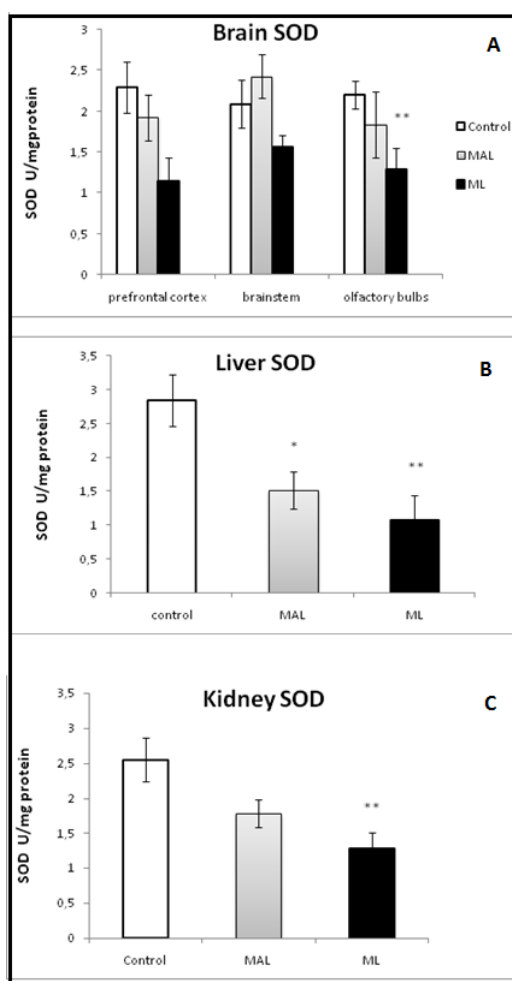 Brain SOD
A
SOD U/mgprotein
3
2,5
2
1,5
1
0,5
0
**
Control
MAL
ML
prefrontal cortex
brainstem
olfactory bulbs
Liver SOD
B
SOD U/mg protein
3,5
3
2,5
2
1,5
1
0,5
0
*
**
control
MAL
ML
Kidney SOD
C
SOD U/mg protein
3,5
3
2,5
2
1,5
1
0,5
0
**
Control
MAL
ML